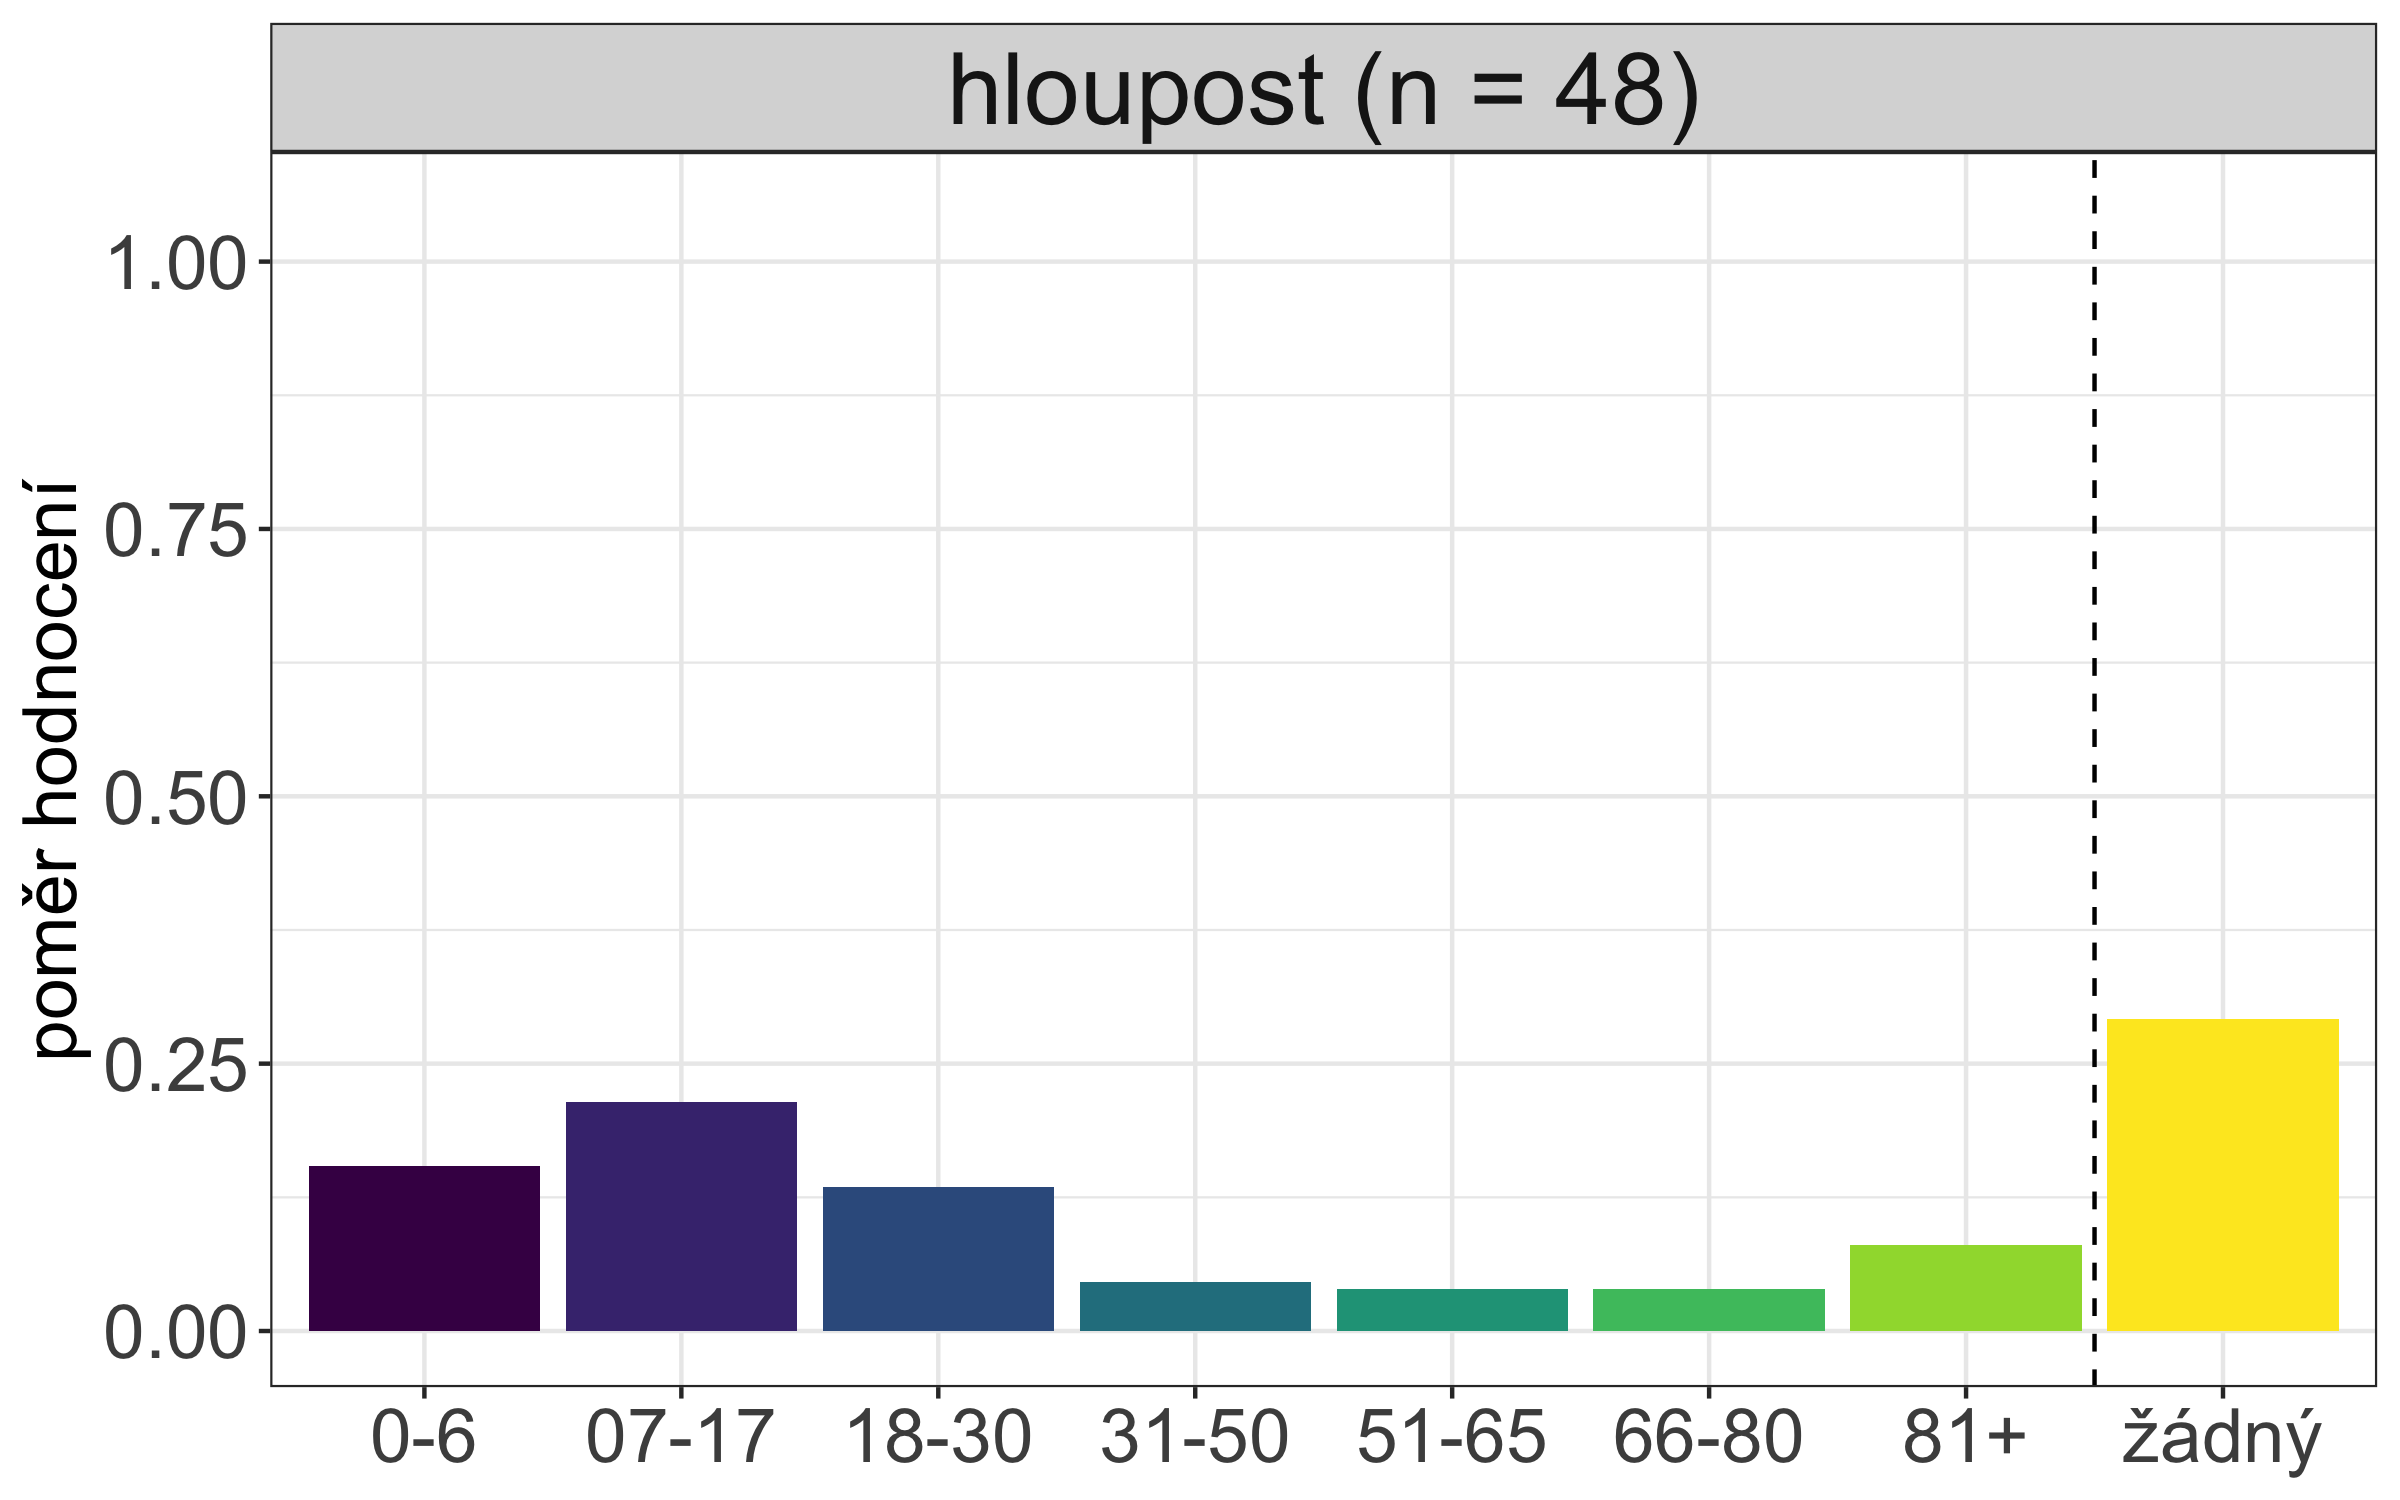 hloupost (n = 48)
poměr hodnocení
1.00
0.75
0.50
0.25
0.00
0-6 07-17 18-30 31-50 51-65 66-80 81+ žádný